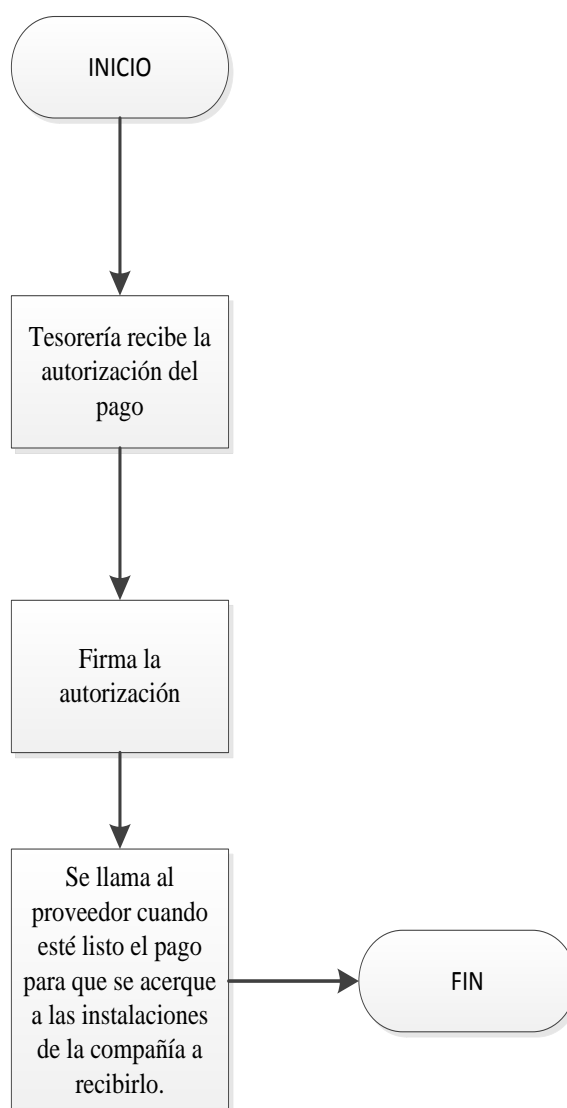 INICIO
Tesorería recibe la
autorización del
pago
Firma la
autorización
Se llama al
proveedor cuando
esté listo el pago
para que se acerque
a las instalaciones
de la compañía a
recibirlo.
FIN